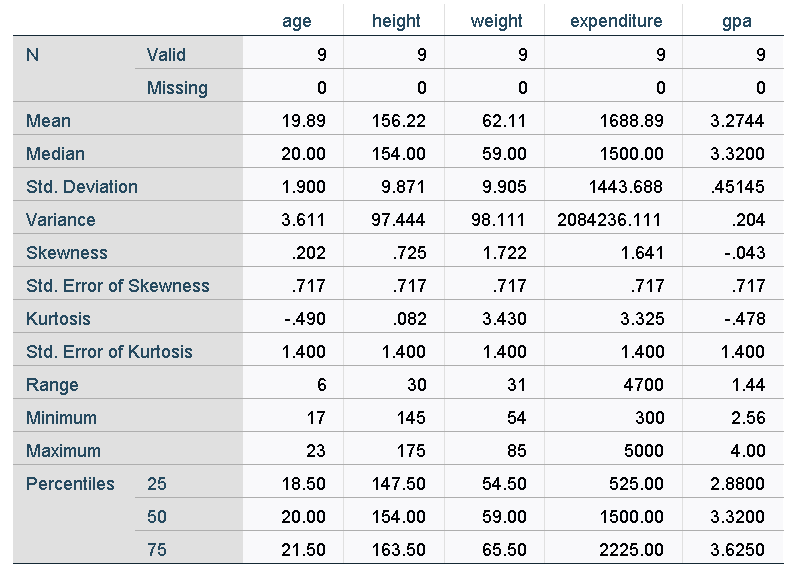 age height weight expenditure gpa
N Valid 9 9 9 9 9
Missing 0 0 0 0 0
Mean 19.89 156.22 62.11 1688.89 3.2744
Median 20.00 154.00 59.00 1500.00 3.3200
Std. Deviation 1.900 9.871 9.905 1443.688 .45145
Variance 3.611 97.444 98.111 2084236.111 .204
Skewness .202 .725 1.722 1.641 -.043
Std. Error of Skewness .717 .717 .717 .717 .717
Kurtosis -.490 .082 3.430 3.325 -.478
Std. Error of Kurtosis 1.400 1.400 1.400 1.400 1.400
Range 6 30 31 4700 1.44
Minimum 17 145 54 300 2.56
Maximum 23 175 85 5000 4.00
Percentiles 25 18.50 147.50 54.50 525.00 2.8800
50 20.00 154.00 59.00 1500.00 3.3200
75 21.50 163.50 65.50 2225.00 3.6250